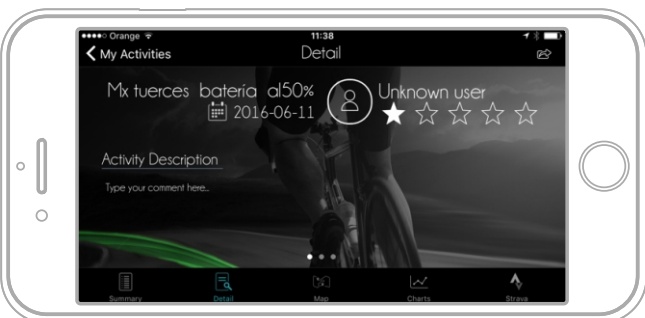 Orange 11:38
My Activities Detail
Mx tuerces bateria al50% Unknown user
2016-06-11
Activity Description
Type your comment here...
Summary Detail Map Charts Strava